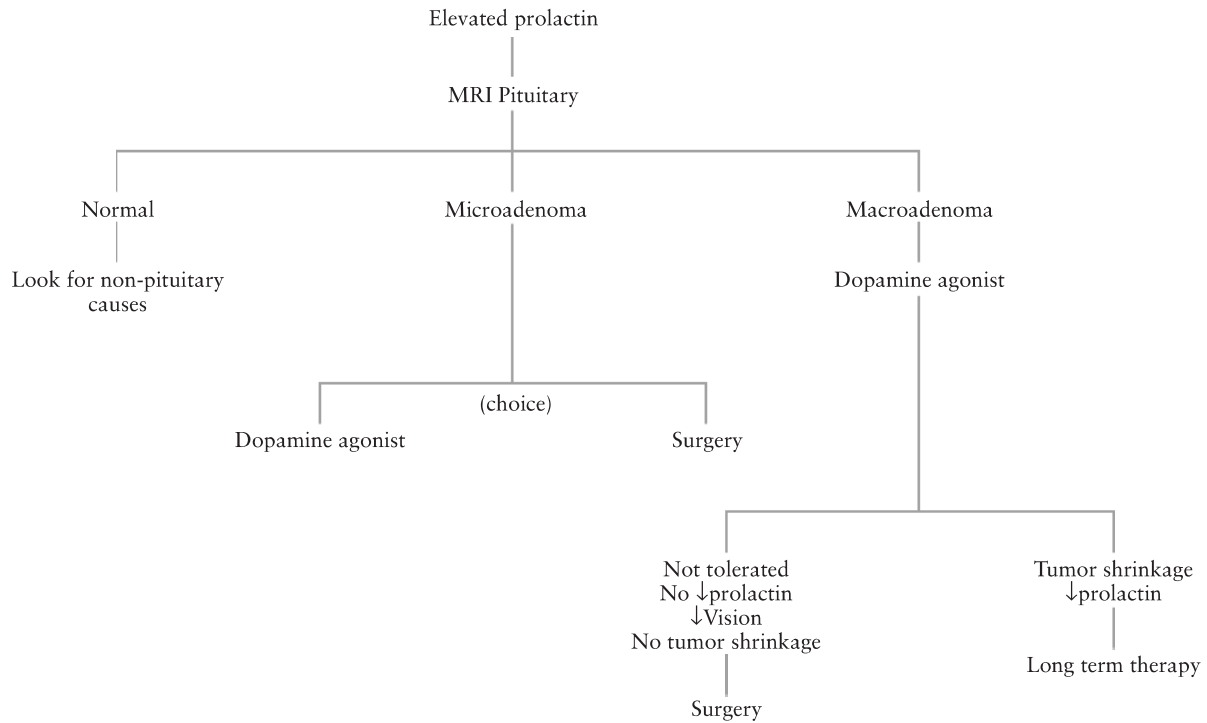 Elevated prolactin
MRI Pituitary
Normal
Microadenoma
Macroadenoma
Look for non-pituitary
causes
Dopamine agonist
(choice)
Dopamine agonist
Surgery
Not tolerated
No ↓prolactin
↓Vision
No tumor shrinkage
Surgery
Tumor shrinkage
↓prolactin
Long term therapy